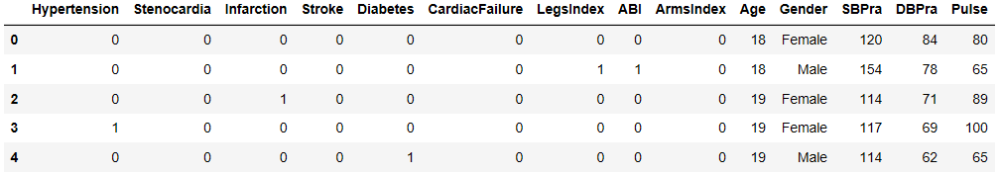 Hypertension Stenocardia Infarction Stroke Diabetes CardiacFailure LegsIndex ABI ArmsIndex Age Gender SBPra DBPra Pulse
0 0 0 0 0 0 0 0 0 0 18 Female 120 84 80
1 0 0 0 0 0 0 1 1 0 18 Male 154 78 65
2 0 0 1 0 0 0 0 0 0 19 Female 114 71 89
3 1 0 0 0 0 0 0 0 0 19 Female 117 69 100
4 0 0 0 0 1 0 0 0 0 19 Male 114 62 65